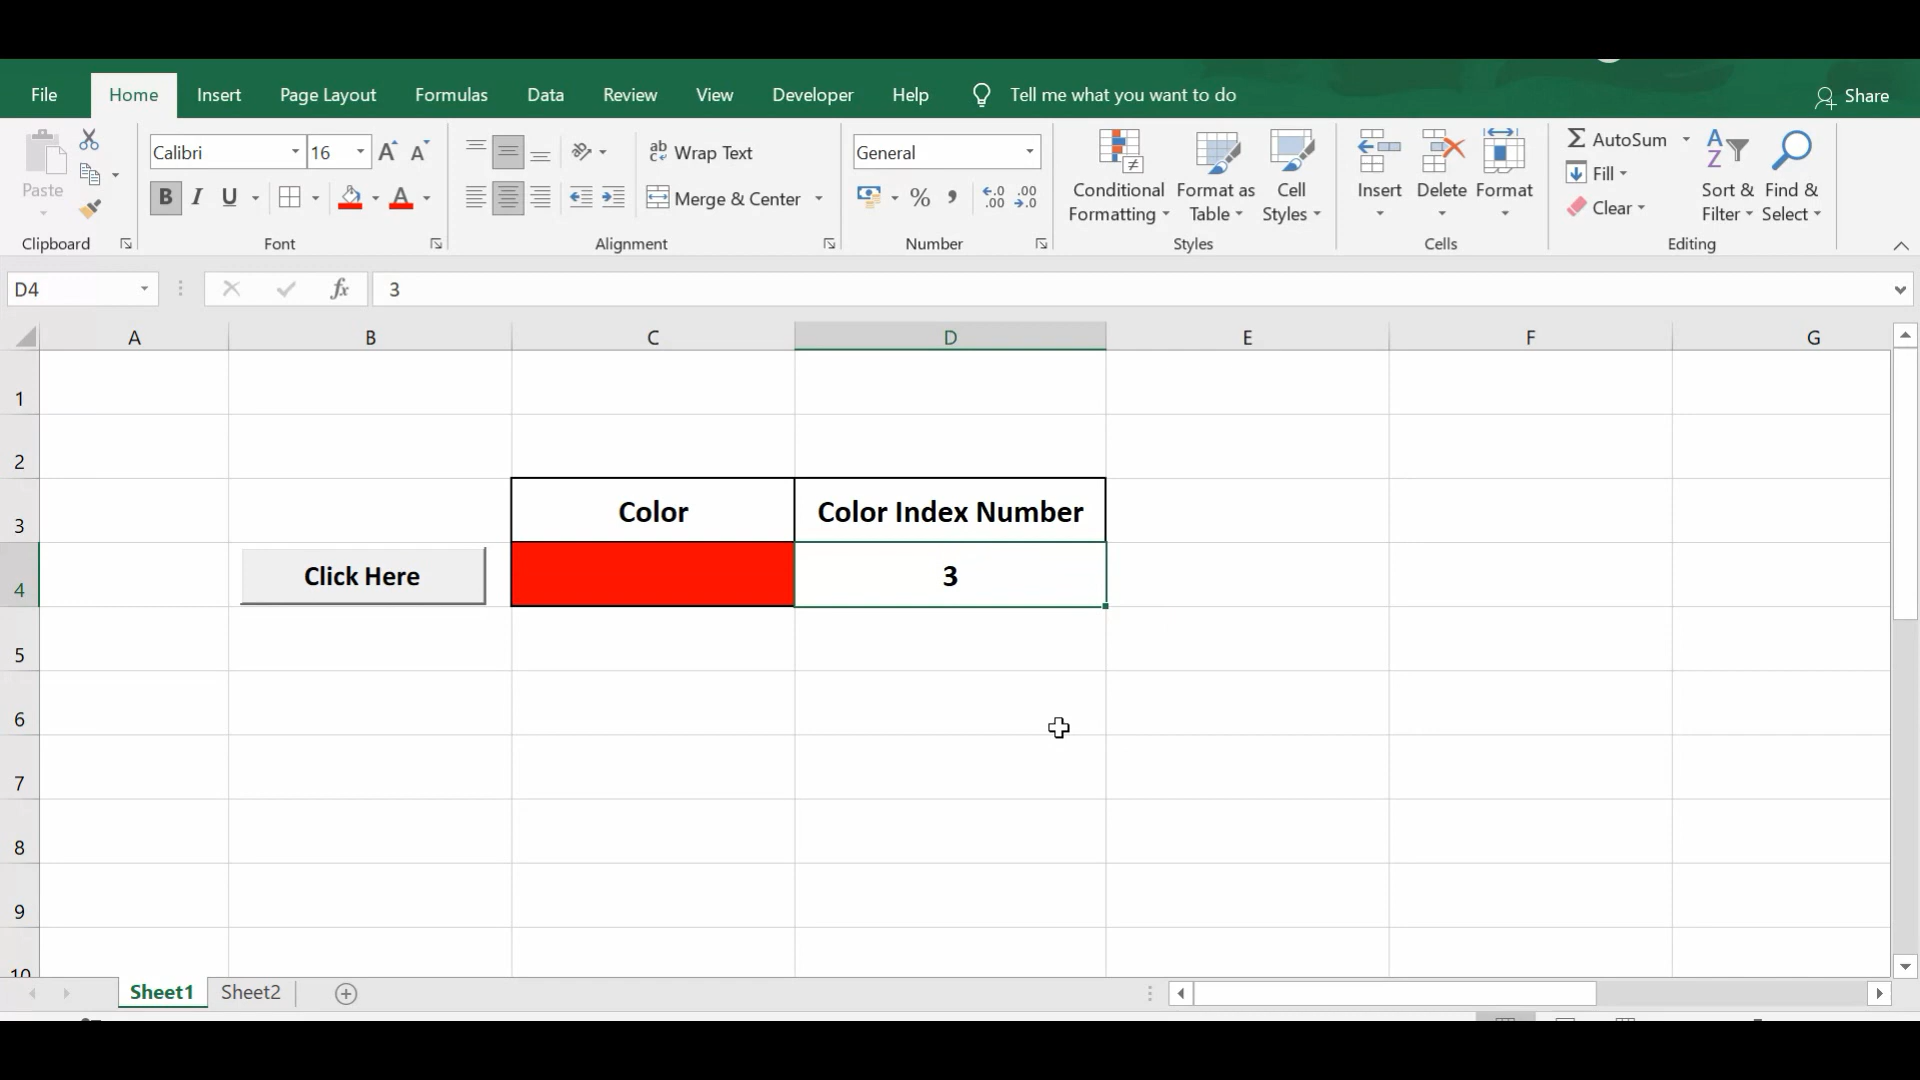 File Home Insert Page Layout Formulas Data Review View Developer Help Tell me what you want to do Share
Calibri 16 A A ab Wrap Text General AutoSum
Paste Conditional Format as Cell Insert Delete Format Fill Sort & Find &
B I U A Merge & Center % , Formatting Table Styles Clear Filter Select
Clipboard Font Alignment Number Styles Cells Editing
D4 fx 3
A B C D E F G
1
2
3 Color Color Index Number
4 Click Here 3
5
6
7
8
9
10
Sheet1 Sheet2